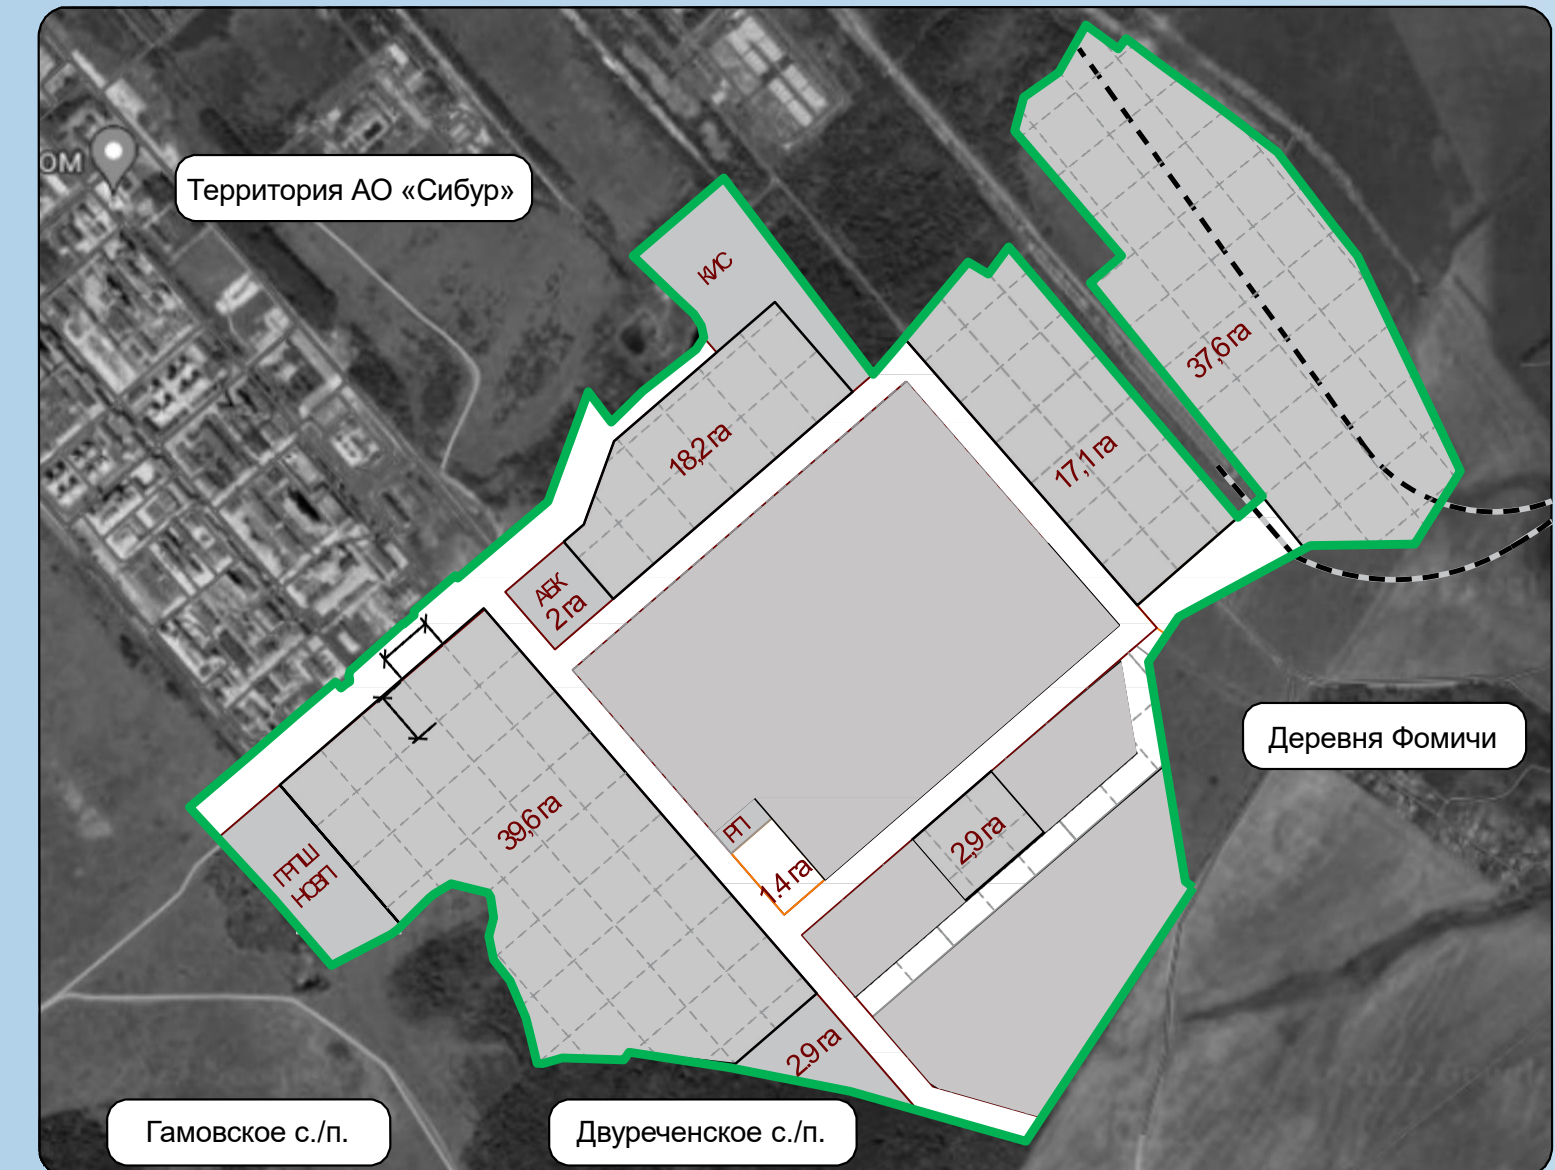 ОМ
Территория АО «Сибур»
КИС
37,6 га
18,2 га
17,1 га
АБК
2 га
Деревня Фомичи
39,6 га
РП
2,9 га
ПРПШ
НОВП
1.4 га
2.9 га
Гамовское с./п.
Двуреченское с./п.